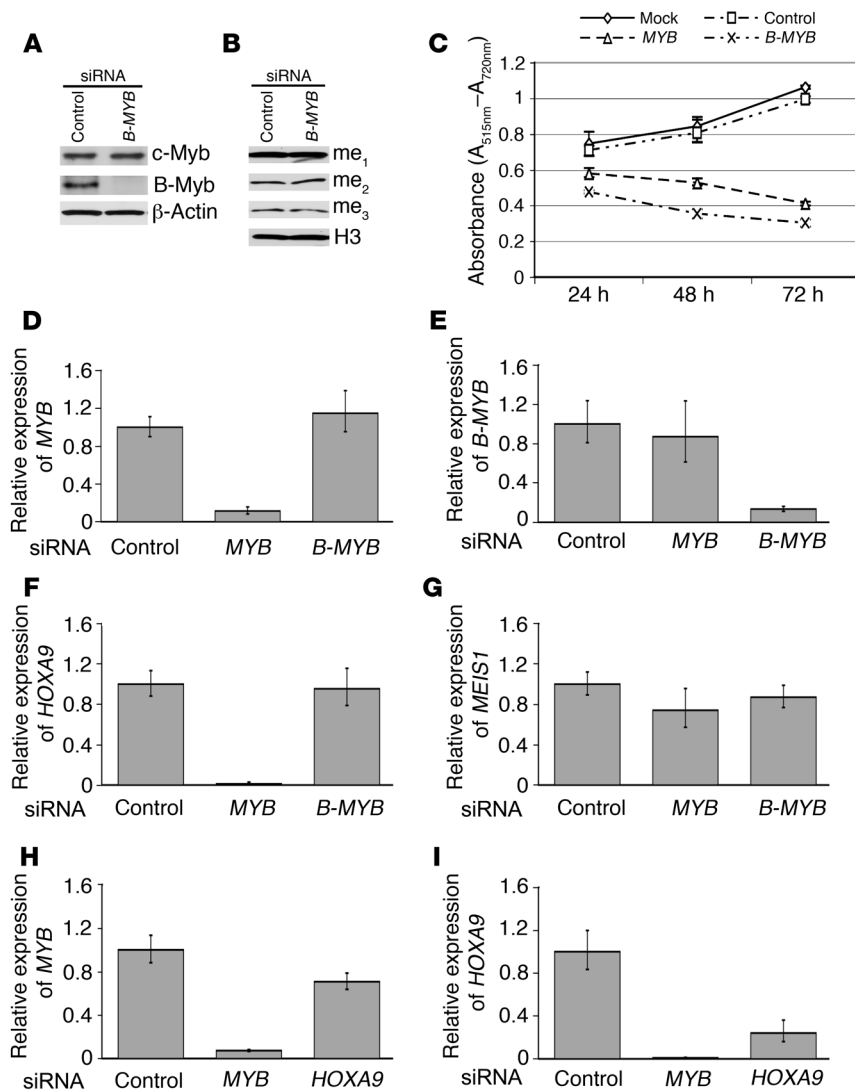 A
siRNA
Control
B-MYB
c-Myb
B-Myb
β-Actin
B
siRNA
Control
B-MYB
me1
me2
me3
H3
C
Mock Control
MYB B-MYB
Absorbance (A515nm–A720nm)
1.2
1
0.8
0.6
0.4
0.2
0
24 h 48 h 72 h
D
Relative expression
of MYB
1.6
1.2
0.8
0.4
0
siRNA Control MYB B-MYB
E
Relative expression
of B-MYB
1.6
1.2
0.8
0.4
0
siRNA Control MYB B-MYB
F
Relative expression
of HOXA9
1.6
1.2
0.8
0.4
0
siRNA Control MYB B-MYB
G
Relative expression
of MEIS1
1.6
1.2
0.8
0.4
0
siRNA Control MYB B-MYB
H
Relative expression
of MYB
1.6
1.2
0.8
0.4
0
siRNA Control MYB HOXA9
I
Relative expression
of HOXA9
1.6
1.2
0.8
0.4
0
siRNA Control MYB HOXA9